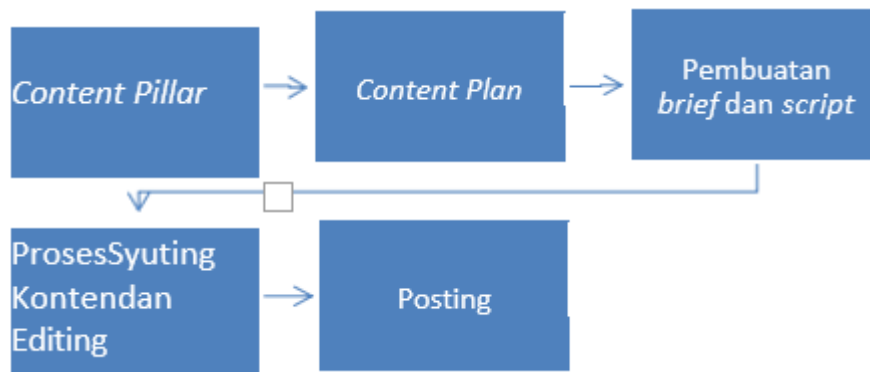 Content Pillar
Content Plan
Pembuatan
brief dan script
ProsesSyuting
Kontendan
Editing
Posting